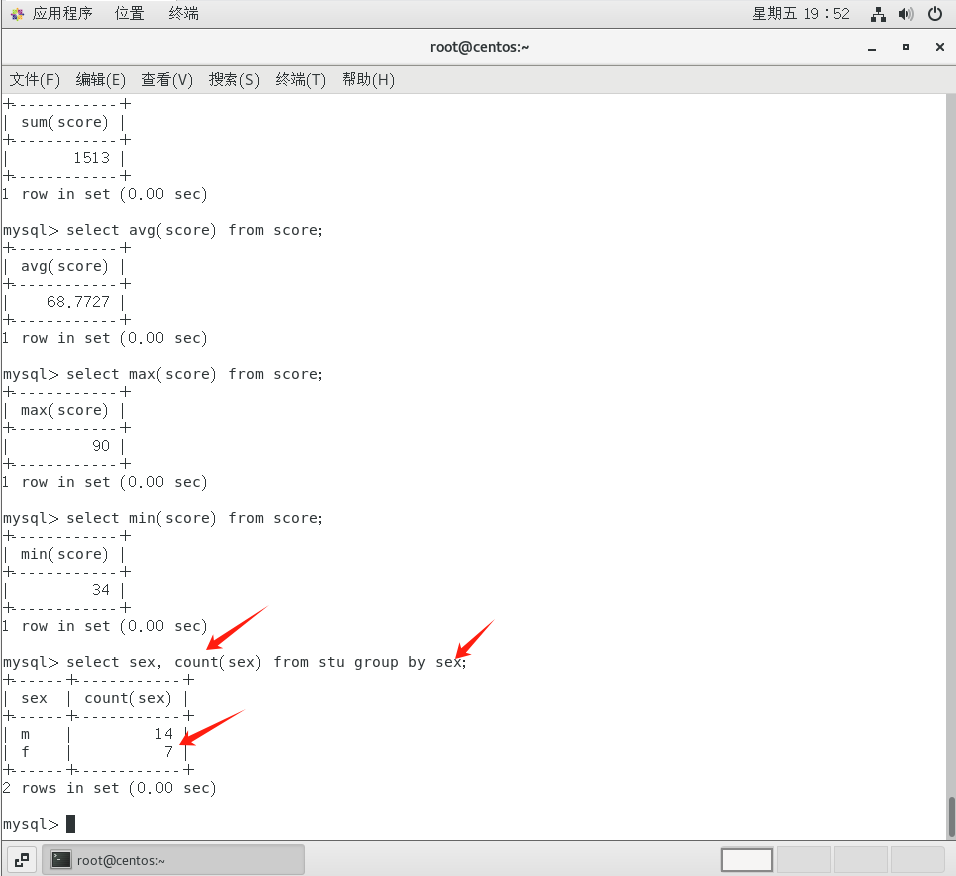 应用程序 位置 终端 星期五 19：52
root@centos:~
文件(F) 编辑(E) 查看(V) 搜索(S) 终端(T) 帮助(H)
+------------+
| sum(score) |
+------------+
|       1513 |
+------------+
1 row in set (0.00 sec)
mysql> select avg(score) from score;
+------------+
| avg(score) |
+------------+
|    68.7727 |
+------------+
1 row in set (0.00 sec)
mysql> select max(score) from score;
+------------+
| max(score) |
+------------+
|         90 |
+------------+
1 row in set (0.00 sec)
mysql> select min(score) from score;
+------------+
| min(score) |
+------------+
|         34 |
+------------+
1 row in set (0.00 sec)
mysql> select sex, count(sex) from stu group by sex;
+------+------------+
| sex  | count(sex) |
+------+------------+
| m    |         14 |
| f    |          7 |
+------+------------+
2 rows in set (0.00 sec)
mysql>
root@centos:~